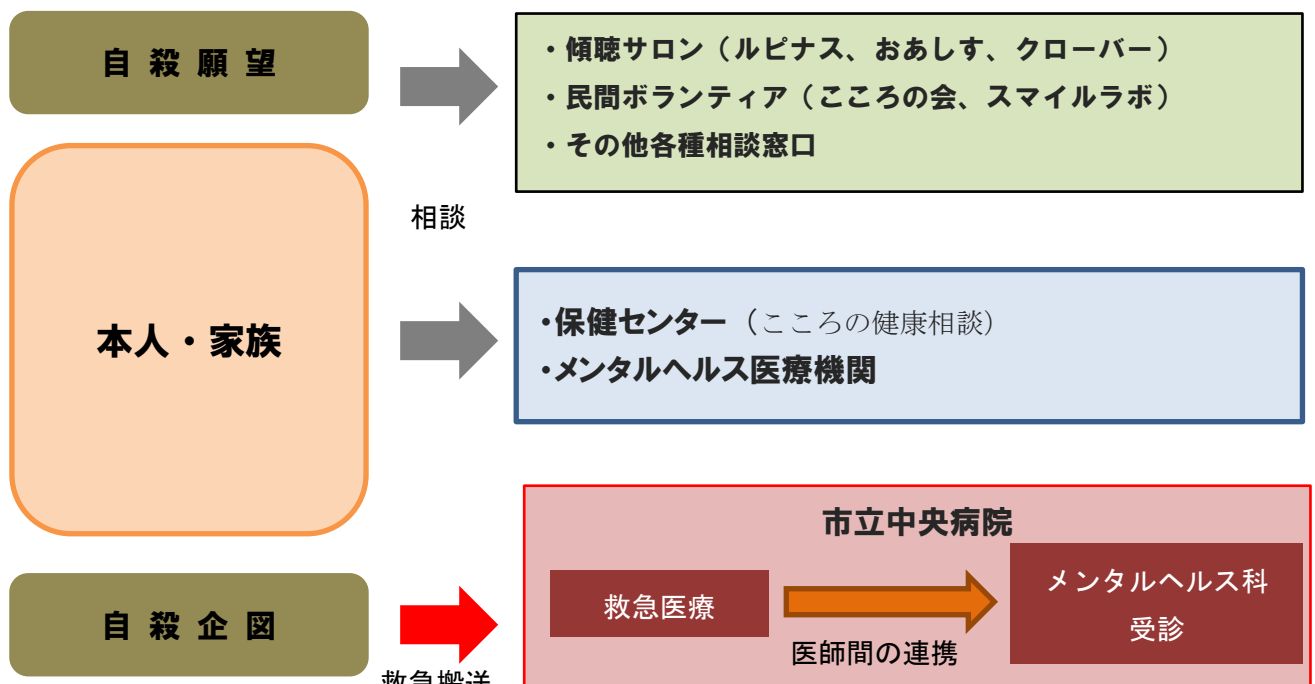 自殺願望
・傾聴サロン（ルピナス、おあしす、クローバー）
・民間ボランティア（こころの会、スマイルラボ）
・その他各種相談窓口
相談
本人・家族
・保健センター（こころの健康相談）
・メンタルヘルス医療機関
市立中央病院
自殺企図
救急搬送
救急医療
医師間の連携
メンタルヘルス科
受診